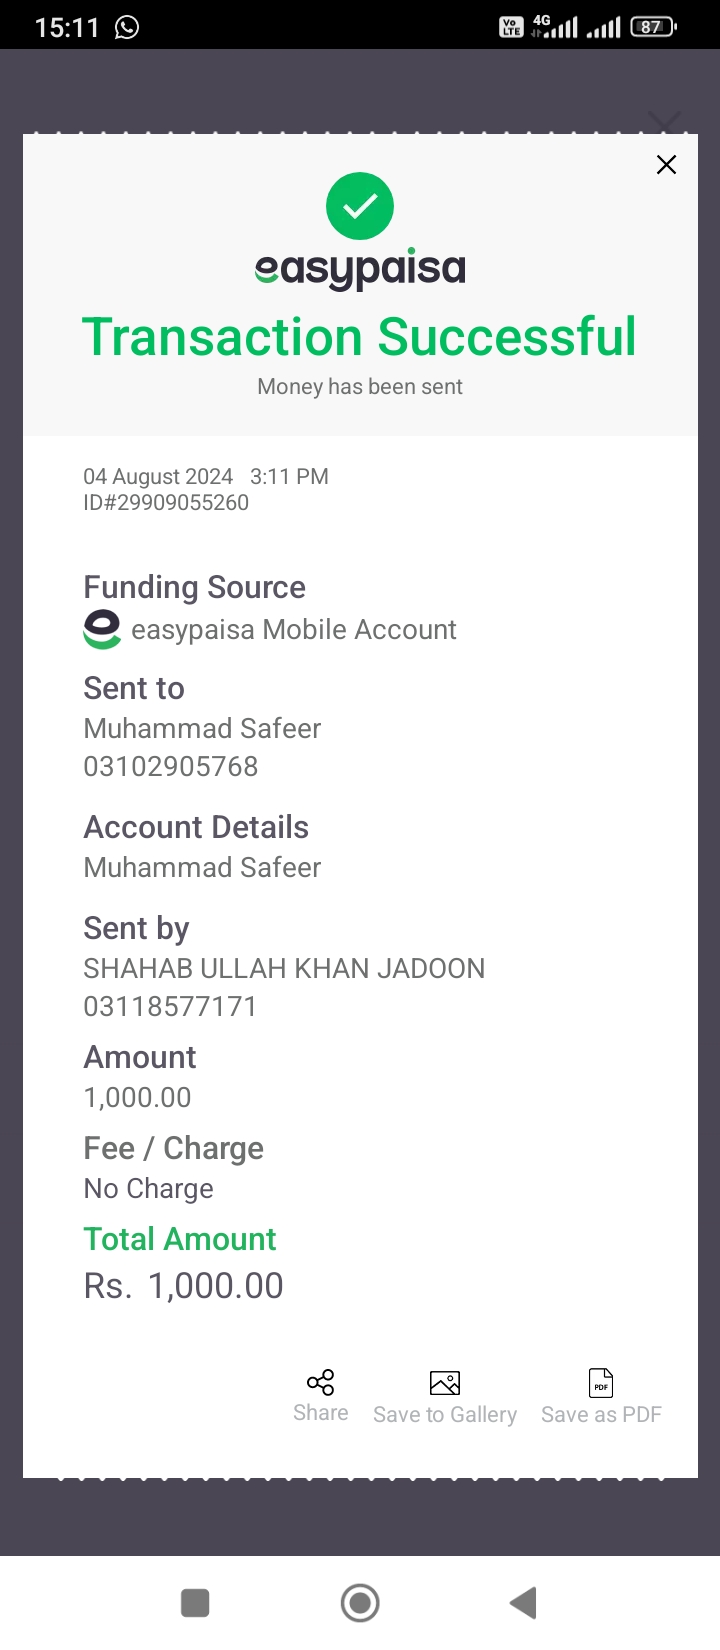 15:11
Vo LTE 4G 87
easypaisa
Transaction Successful
Money has been sent
04 August 2024 3:11 PM
ID#29909055260
Funding Source
easypaisa Mobile Account
Sent to
Muhammad Safeer
03102905768
Account Details
Muhammad Safeer
Sent by
SHAHAB ULLAH KHAN JADOON
03118577171
Amount
1,000.00
Fee / Charge
No Charge
Total Amount
Rs. 1,000.00
PDF
Share Save to Gallery Save as PDF